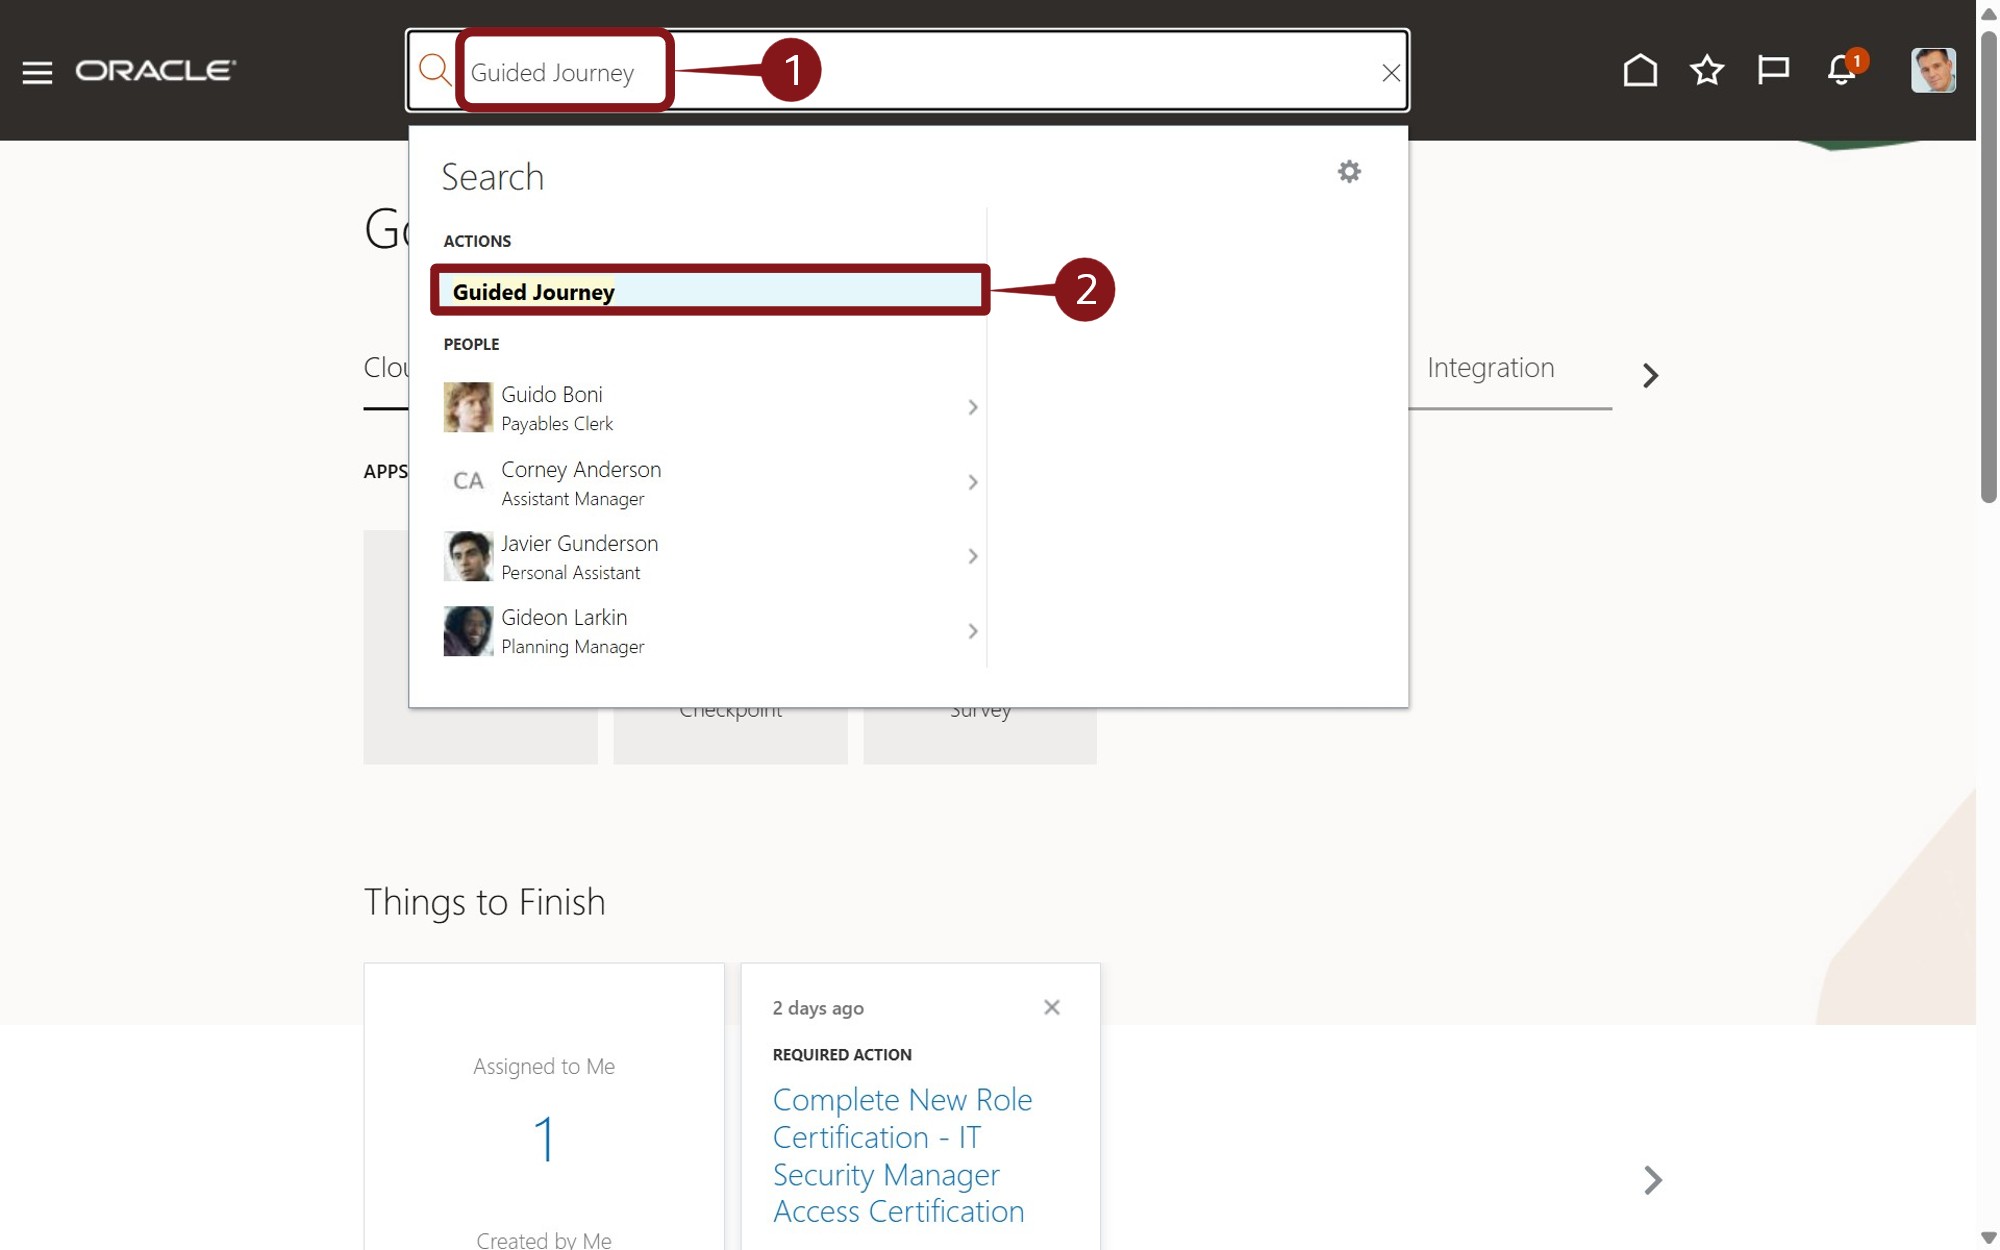 ORACLE
Guided Journey
1
1
Search
Go
ACTIONS
Guided Journey
2
PEOPLE
Guido Boni
Payables Clerk
Clou
Integration
CA
Corney Anderson
Assistant Manager
APPS
Javier Gunderson
Personal Assistant
Gideon Larkin
Planning Manager
Checkpoint
Survey
Things to Finish
2 days ago
REQUIRED ACTION
Assigned to Me
Complete New Role
Certification - IT
Security Manager
Access Certification
1
Created by Me